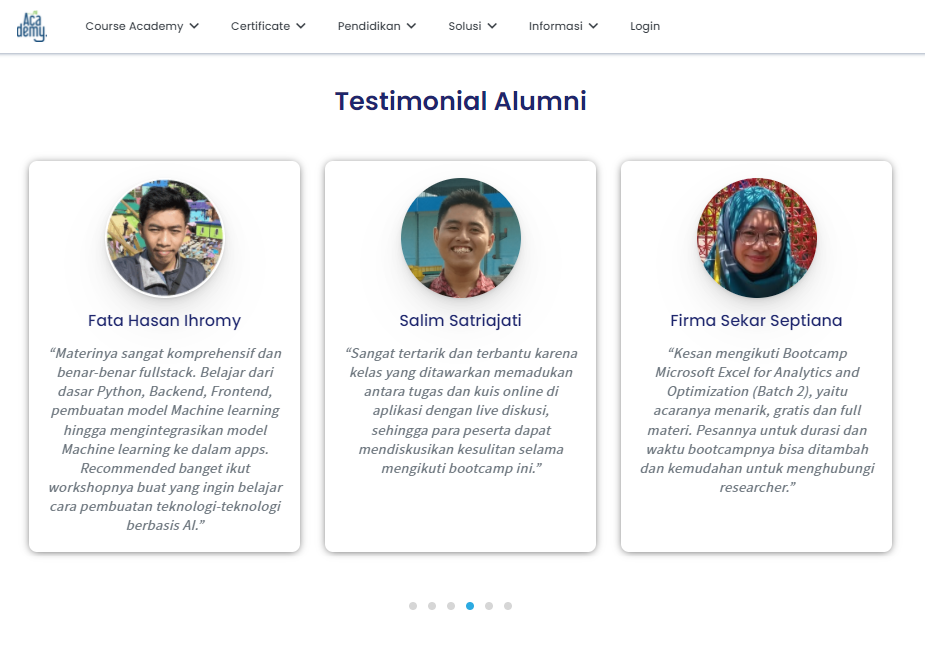 Aca
demy.
Course Academy
Certificate
Pendidikan
Solusi
Informasi
Login
Testimonial Alumni
Fata Hasan Ihromy
“Materinya sangat komprehensif dan
benar-benar fullstack. Belajar dari
dasar Python, Backend, Frontend,
pembuatan model Machine learning
hingga mengintegrasikan model
Machine learning ke dalam apps.
Recommended banget ikut
workshopnya buat yang ingin belajar
cara pembuatan teknologi-teknologi
berbasis AI.”
Salim Satriajati
“Sangat tertarik dan terbantu karena
kelas yang ditawarkan memadukan
antara tugas dan kuis online di
aplikasi dengan live diskusi,
sehingga para peserta dapat
mendiskusikan kesulitan selama
mengikuti bootcamp ini.”
Firma Sekar Septiana
“Kesan mengikuti Bootcamp
Microsoft Excel for Analytics and
Optimization (Batch 2), yaitu
acaranya menarik, gratis dan full
materi. Pesannya untuk durasi dan
waktu bootcampnya bisa ditambah
dan kemudahan untuk menghubungi
researcher.”